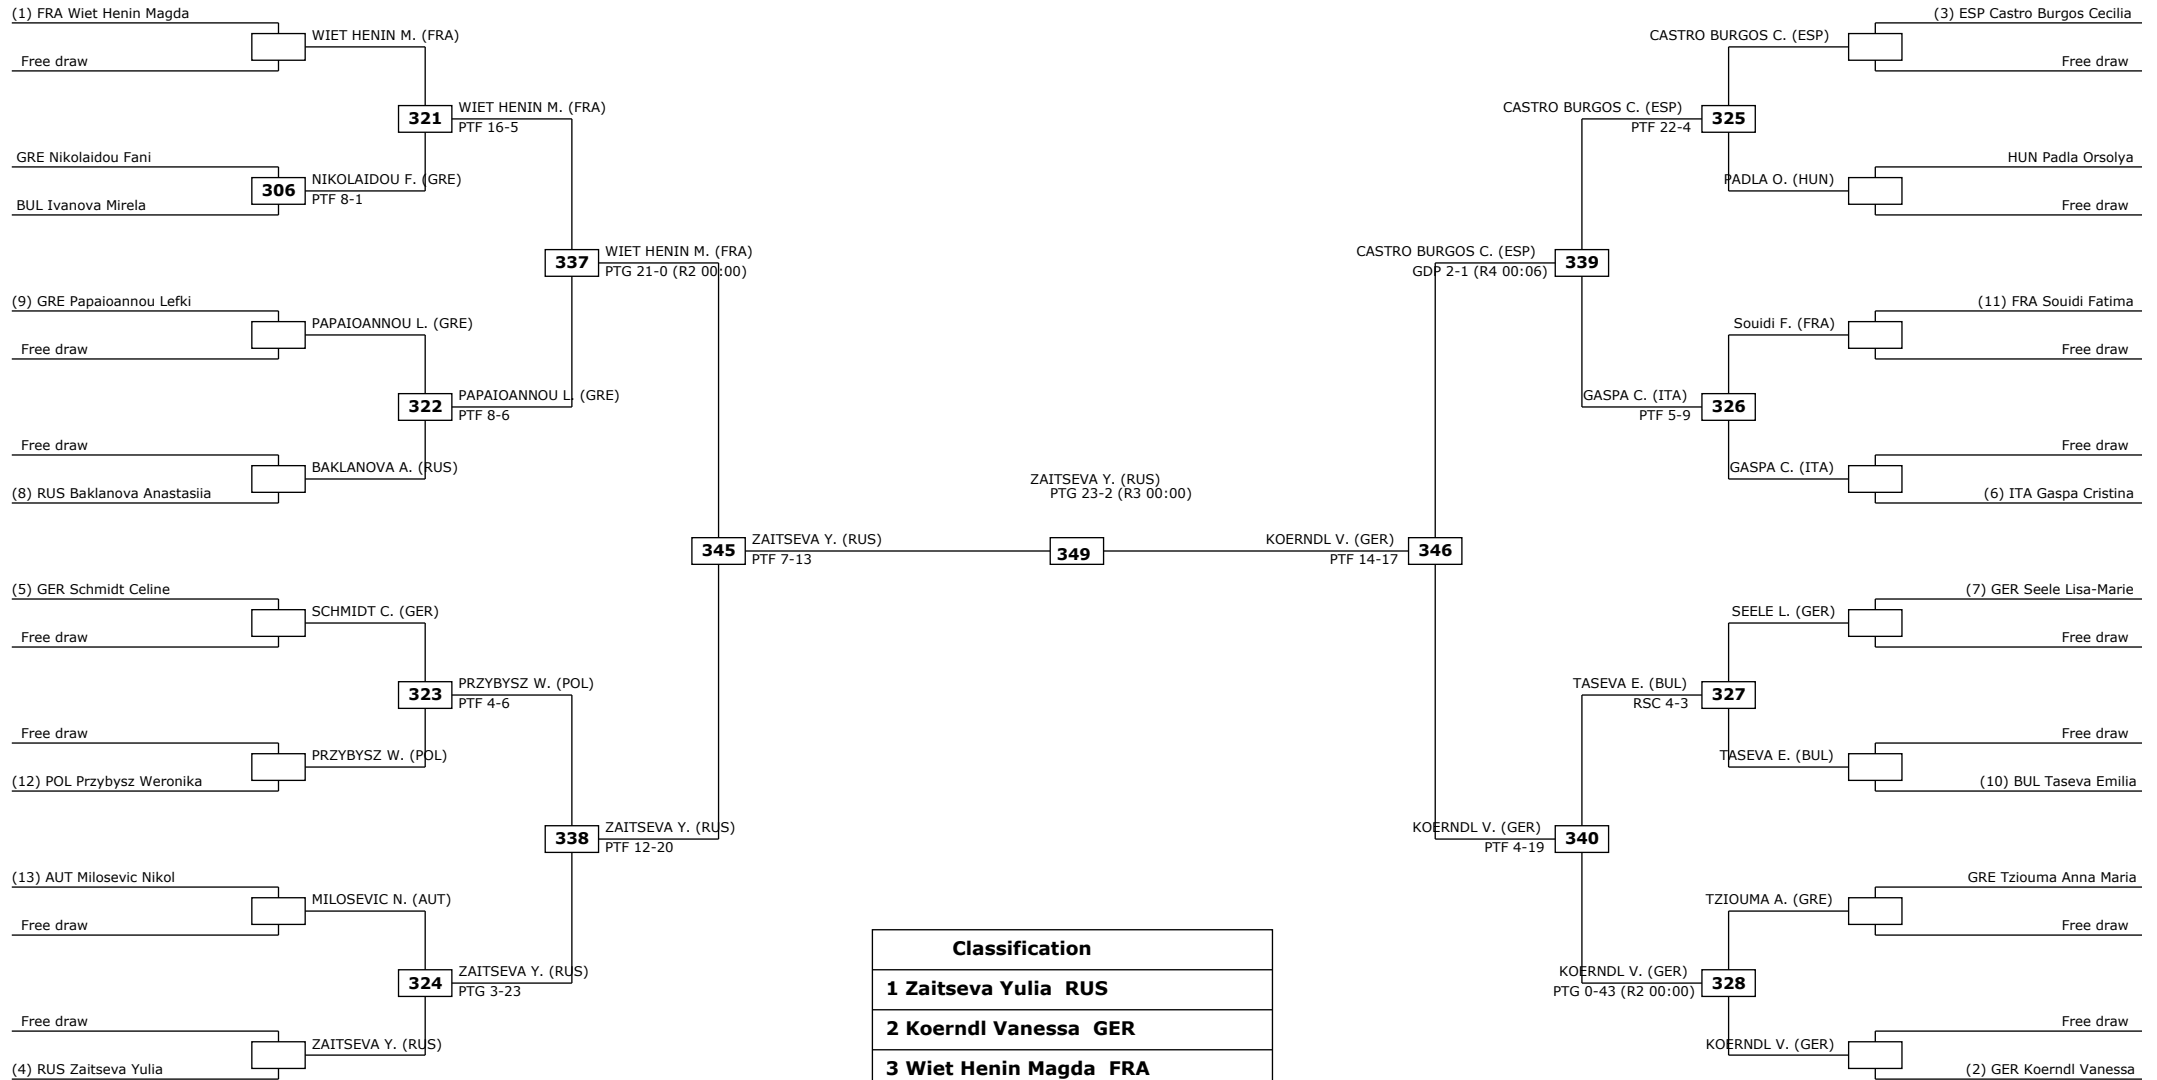 (1) FRA Wiet Henin Magda
WIET HENIN M. (FRA)
Free draw
WIET HENIN M. (FRA)
321
PTF 16-5
GRE Nikolaidou Fani
NIKOLAIDOU F. (GRE)
306
PTF 8-1
BUL Ivanova Mirela
WIET HENIN M. (FRA)
337
PTG 21-0 (R2 00:00)
(9) GRE Papaioannou Lefki
PAPAIOANNOU L. (GRE)
Free draw
PAPAIOANNOU L. (GRE)
322
PTF 8-6
Free draw
BAKLANOVA A. (RUS)
(8) RUS Baklanova Anastasiia
ZAITSEVA Y. (RUS)
345
PTF 7-13
(5) GER Schmidt Celine
SCHMIDT C. (GER)
Free draw
PRZYBYSZ W. (POL)
323
PTF 4-6
Free draw
PRZYBYSZ W. (POL)
(12) POL Przybysz Weronika
ZAITSEVA Y. (RUS)
338
PTF 12-20
(13) AUT Milosevic Nikol
MILOSEVIC N. (AUT)
Free draw
ZAITSEVA Y. (RUS)
324
PTG 3-23
Free draw
ZAITSEVA Y. (RUS)
(4) RUS Zaitseva Yulia
ZAITSEVA Y. (RUS)
PTG 23-2 (R3 00:00)
349
(3) ESP Castro Burgos Cecilia
CASTRO BURGOS C. (ESP)
Free draw
CASTRO BURGOS C. (ESP)
325
PTF 22-4
HUN Padla Orsolya
PADLA O. (HUN)
Free draw
CASTRO BURGOS C. (ESP)
339
GDP 2-1 (R4 00:06)
(11) FRA Souidi Fatima
Souidi F. (FRA)
Free draw
GASPA C. (ITA)
326
PTF 5-9
Free draw
GASPA C. (ITA)
(6) ITA Gaspa Cristina
KOERNDL V. (GER)
346
PTF 14-17
(7) GER Seele Lisa-Marie
SEELE L. (GER)
Free draw
TASEVA E. (BUL)
327
RSC 4-3
Free draw
TASEVA E. (BUL)
(10) BUL Taseva Emilia
KOERNDL V. (GER)
340
PTF 4-19
GRE Tziouma Anna Maria
TZIOUMA A. (GRE)
Free draw
KOERNDL V. (GER)
328
PTG 0-43 (R2 00:00)
Free draw
KOERNDL V. (GER)
(2) GER Koerndl Vanessa
Classification
1 Zaitseva Yulia RUS
2 Koerndl Vanessa GER
3 Wiet Henin Magda FRA